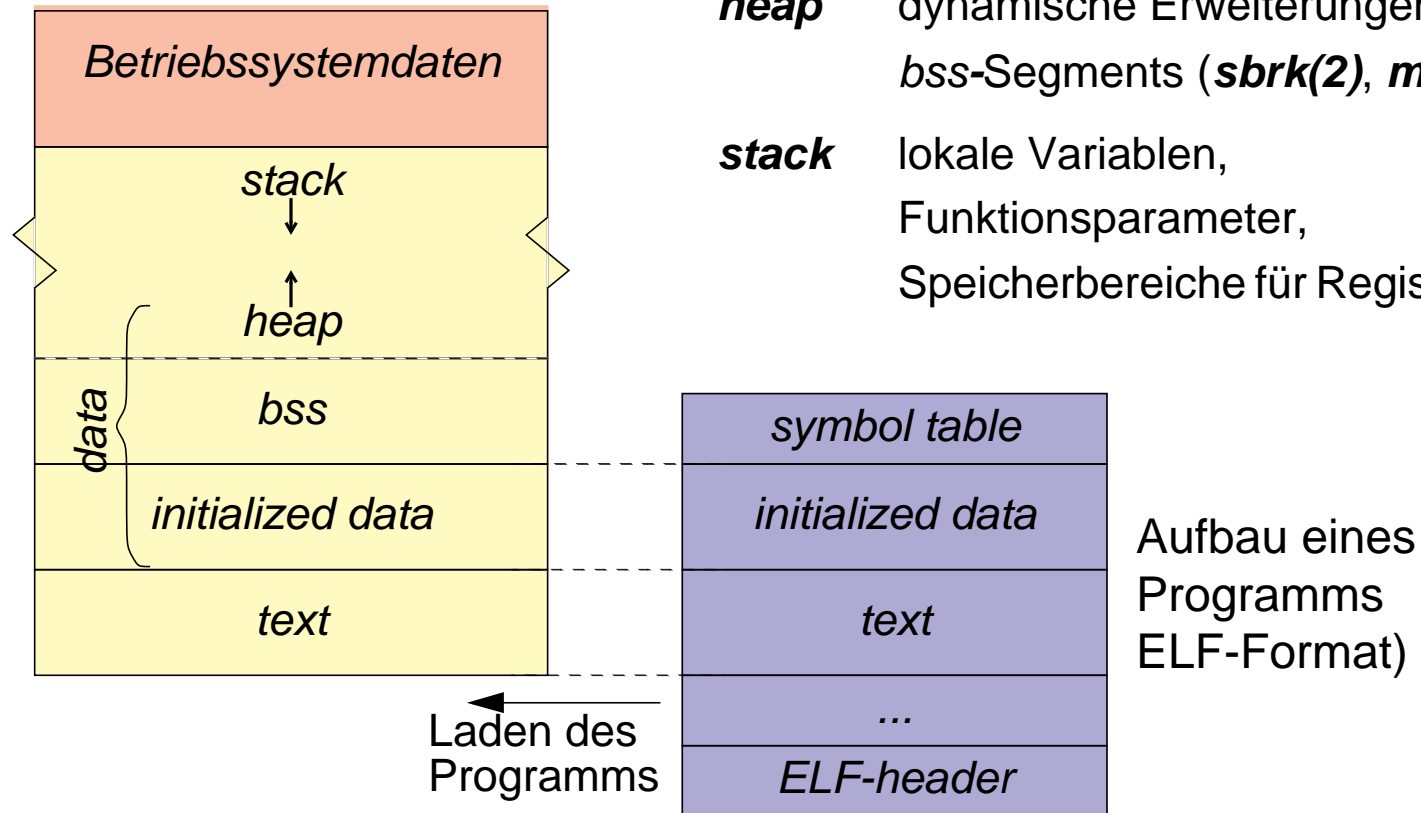 Betriebssystemdaten
stack
heap
bss
data
initialized data
text
heap dynamische Erweiterungen
bss-Segments (sbrk(2), m
stack lokale Variablen,
Funktionsparameter,
Speicherbereiche für Regis
symbol table
initialized data
text
...
ELF-header
Laden des
Programms
Aufbau eines
Programms
ELF-Format)